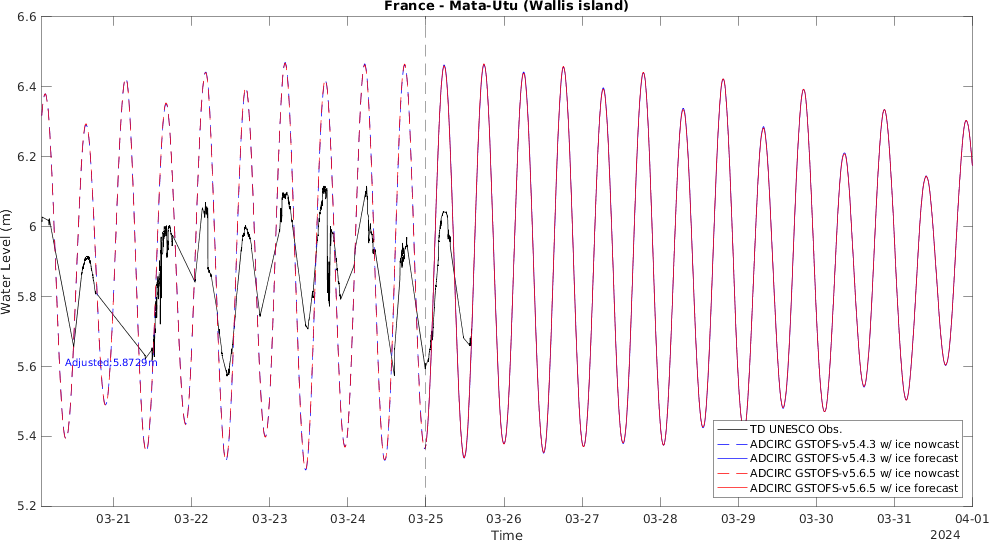 France - Mata-Utu (Wallis island)
6.6
6.4
6.2
6
5.8
5.6
5.4
5.2
Water Level (m)
Adjusted:5.8729m
TD UNESCO Obs.
ADCIRC GSTOFS-v5.4.3 w/ ice nowcast
ADCIRC GSTOFS-v5.4.3 w/ ice forecast
ADCIRC GSTOFS-v5.6.5 w/ ice nowcast
ADCIRC GSTOFS-v5.6.5 w/ ice forecast
03-21 03-22 03-23 03-24 03-25 03-26 03-27 03-28 03-29 03-30 03-31 04-01
Time
2024